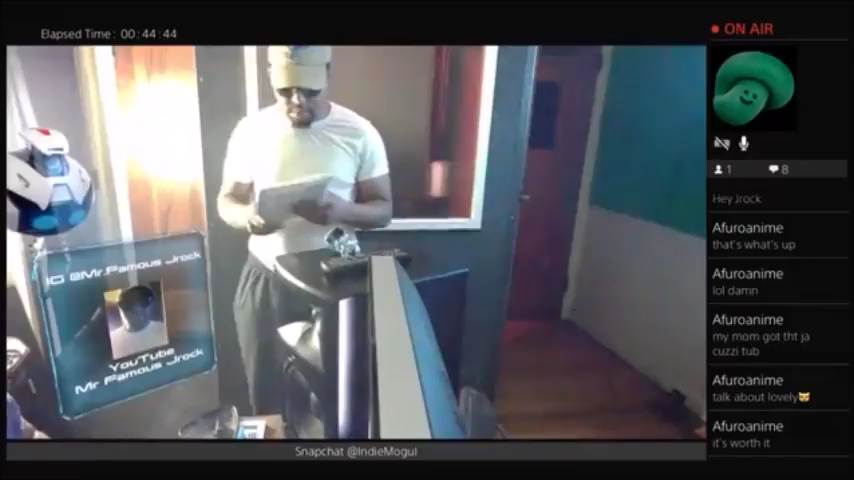 Elapsed Time: 00:44:44
ON AIR
1
8
Hey Jrock
Afuroanime
that's what's up
Afuroanime
lol damn
Afuroanime
my mom got tht ja
cuzzi tub
Afuroanime
talk about lovely😽
Afuroanime
it's worth it
IG @Mr.Famous Jrock
YouTube
Mr Famous Jrock
Snapchat @IndieMogul